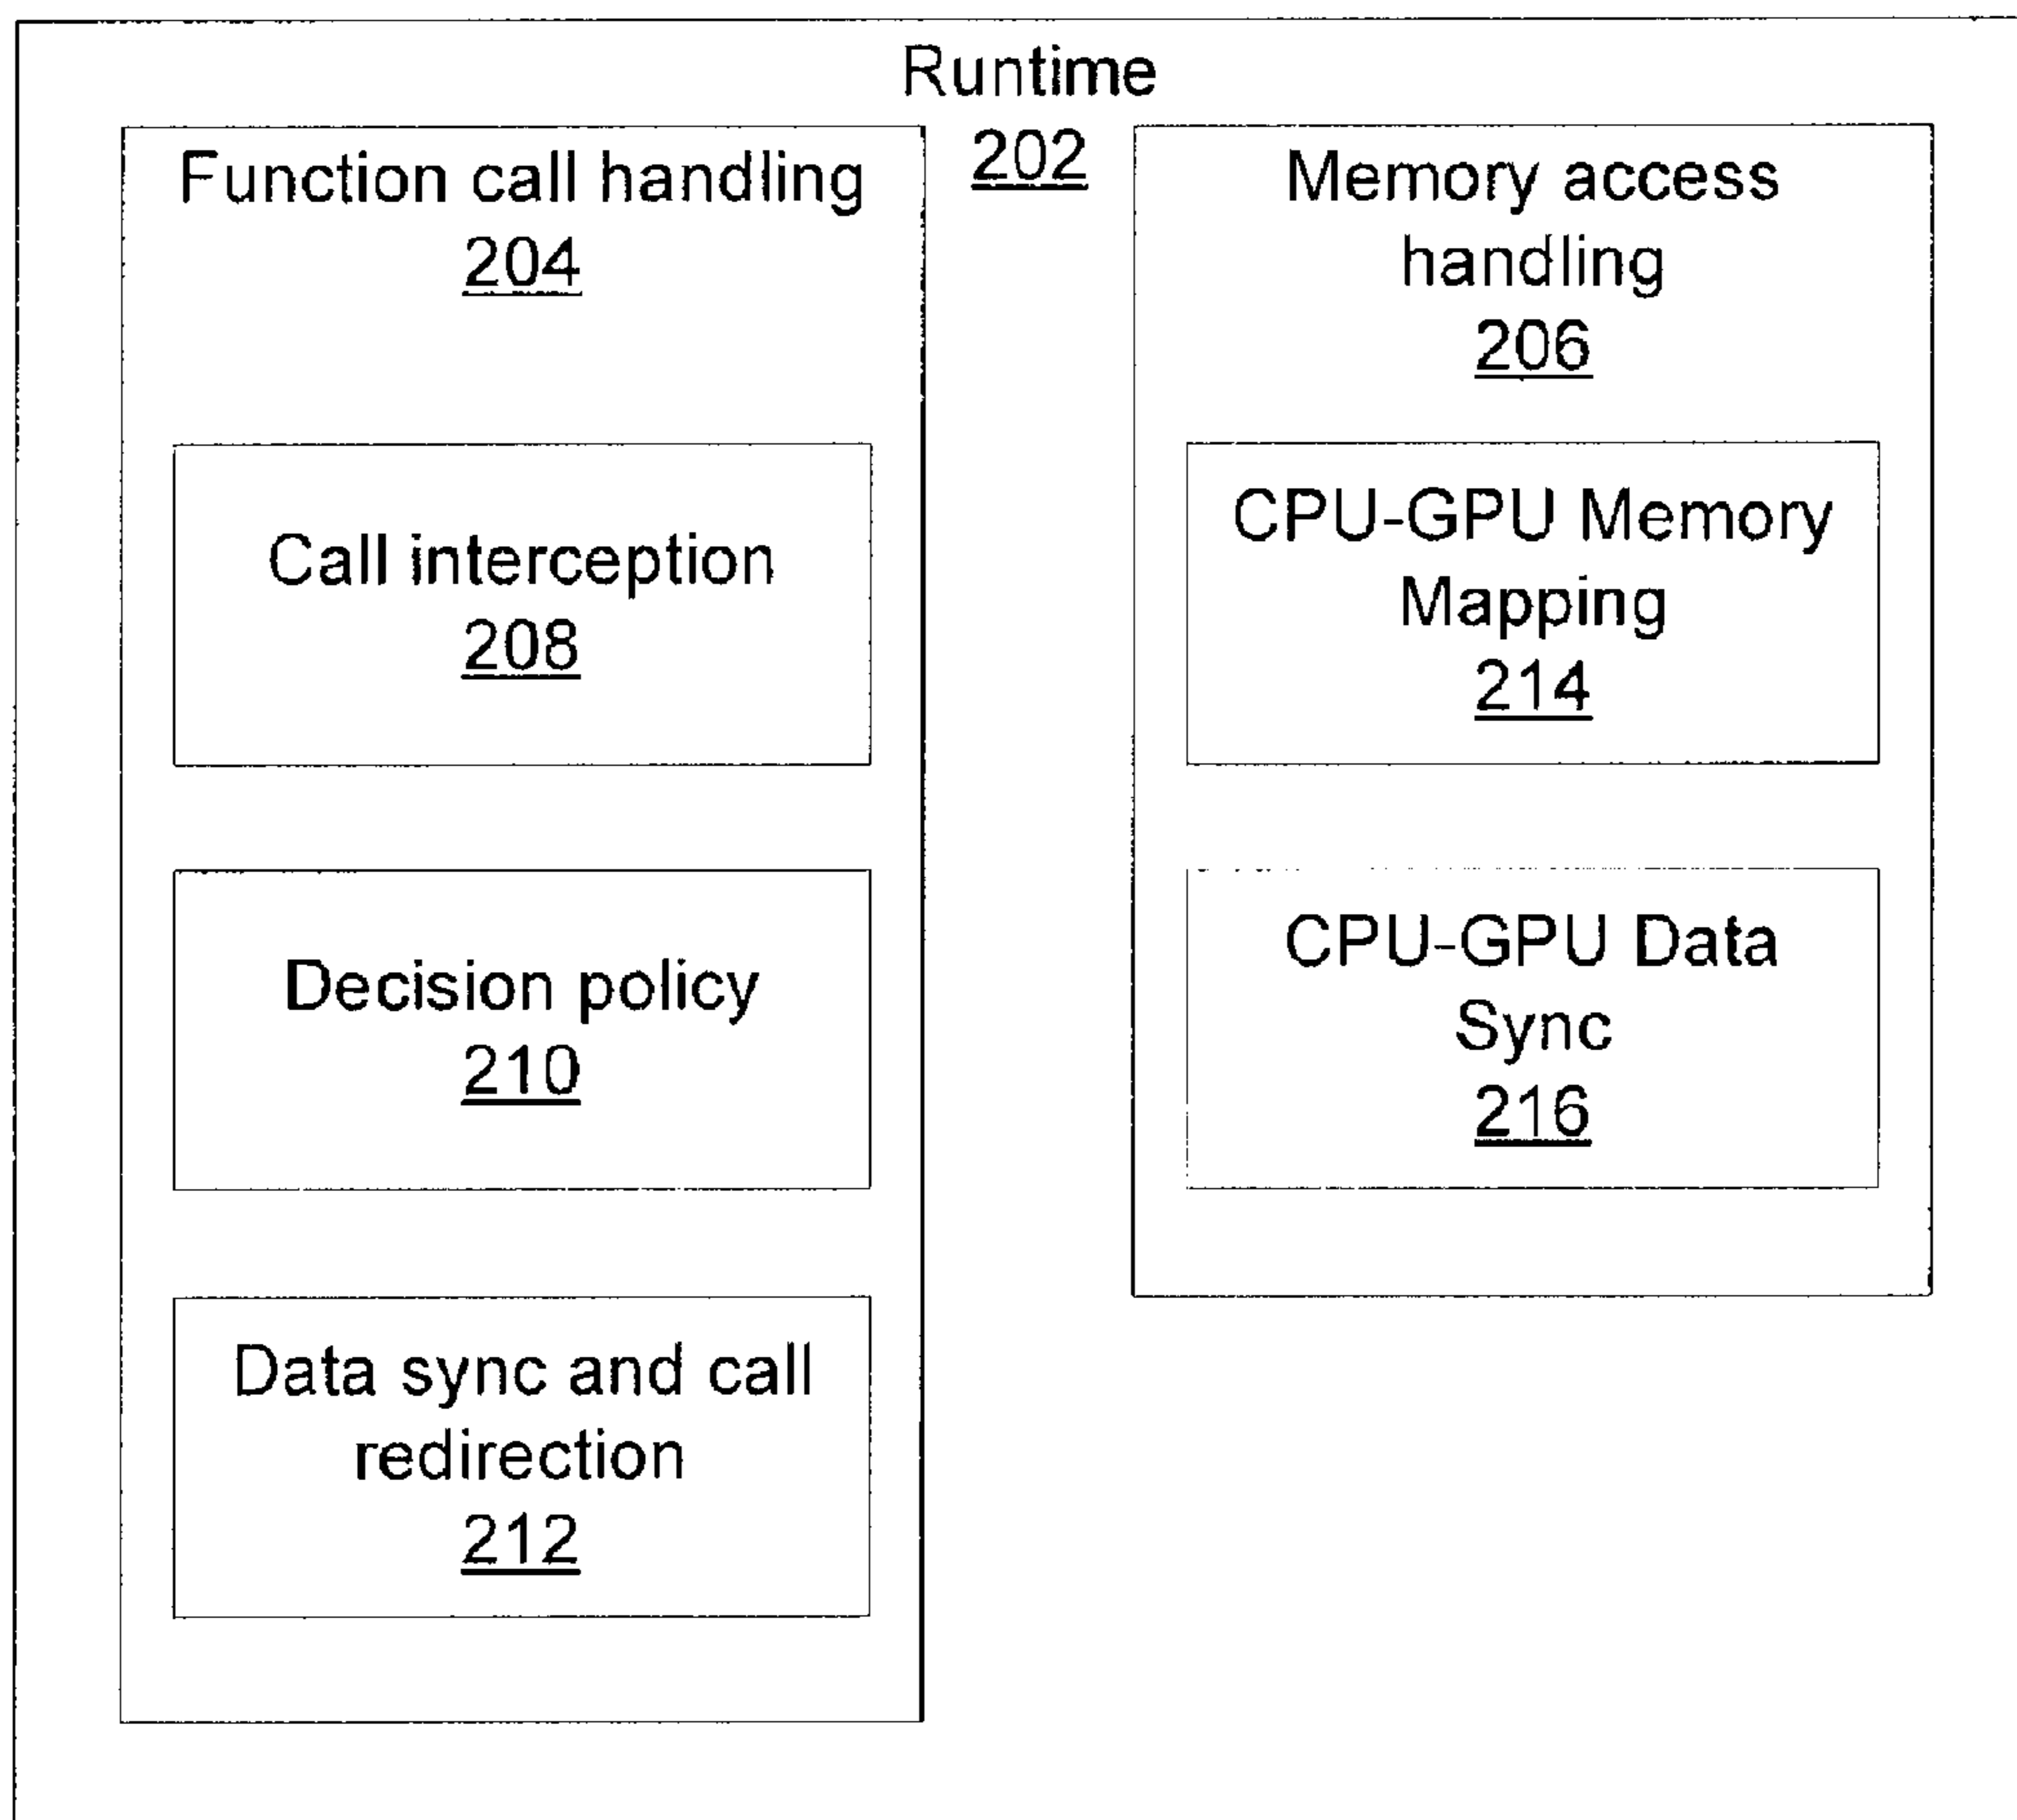 Runtime
202
Function call handling
204
Call interception
208
Decision policy
210
Data sync and call
redirection
212
Memory access
handling
206
CPU-GPU Memory
Mapping
214
CPU-GPU Data
Sync
216